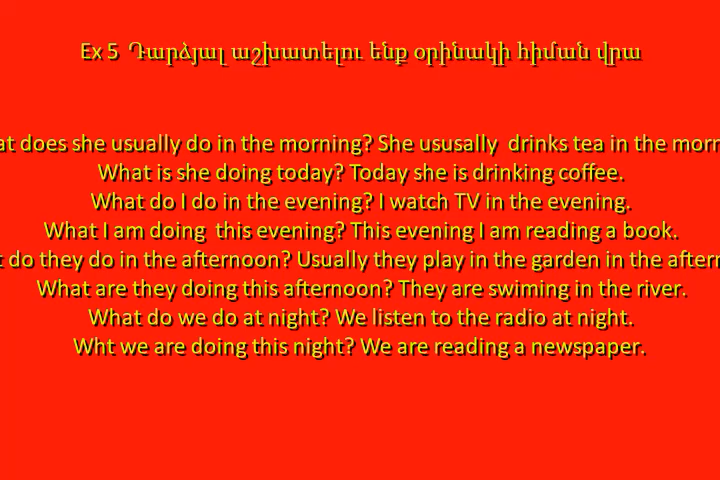 Ex 5 Դարձյալ աշխատելու ենք օրինակի հիման վրա
does she usually do in the morning? She ususally drinks tea in the
What is she doing today? Today she is drinking coffee.
What do I do in the evening? I watch TV in the evening.
What I am doing this evening? This evening I am reading a book.
do they do in the afternoon? Usually they play in the garden in the
What are they doing this afternoon? They are swiming in the river.
What do we do at night? We listen to the radio at night.
Wht we are doing this night? We are reading a newspaper.